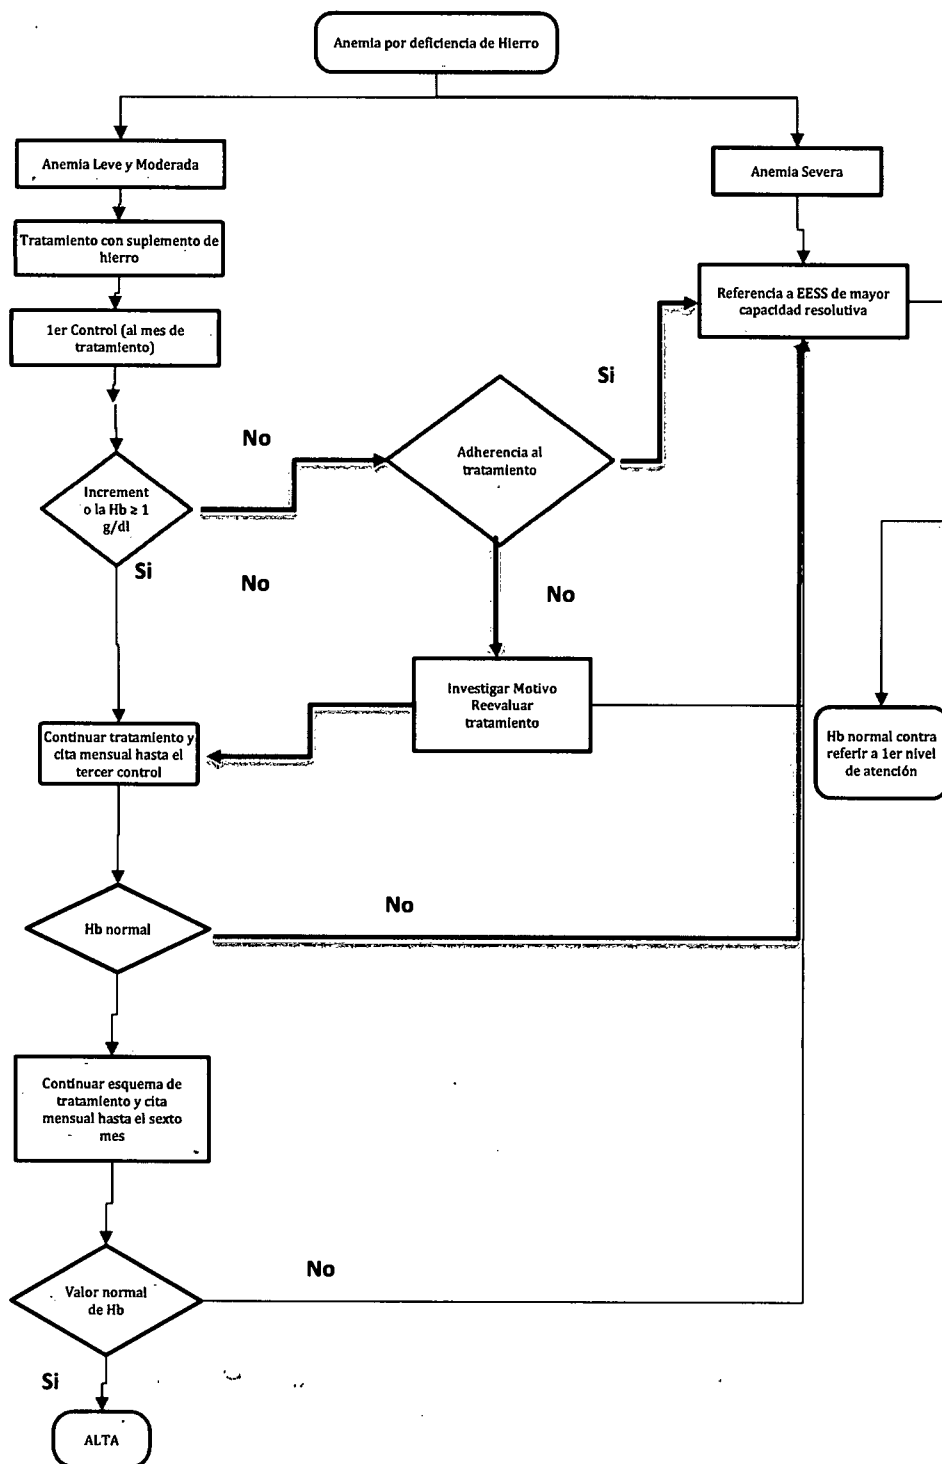 Anemia por deficiencia de Hierro
Anemia Leve y Moderada
Anemia Severa
Tratamiento con suplemento de
hierro
Referencia a EESS de mayor
capacidad resolutiva
1er Control (al mes de
tratamiento)
Si
No
Adherencia al
tratamiento
Increment
o la Hb ≥ 1
g/dl
Si
No
No
Investigar Motivo
Reevaluar
tratamiento
Continuar tratamiento y
cita mensual hasta el
tercer control
Hb normal contra
referir a 1er nivel
de atención
No
Hb normal
Continuar esquema de
tratamiento y cita
mensual hasta el sexto
mes
No
Valor normal
de Hb
Si
ALTA